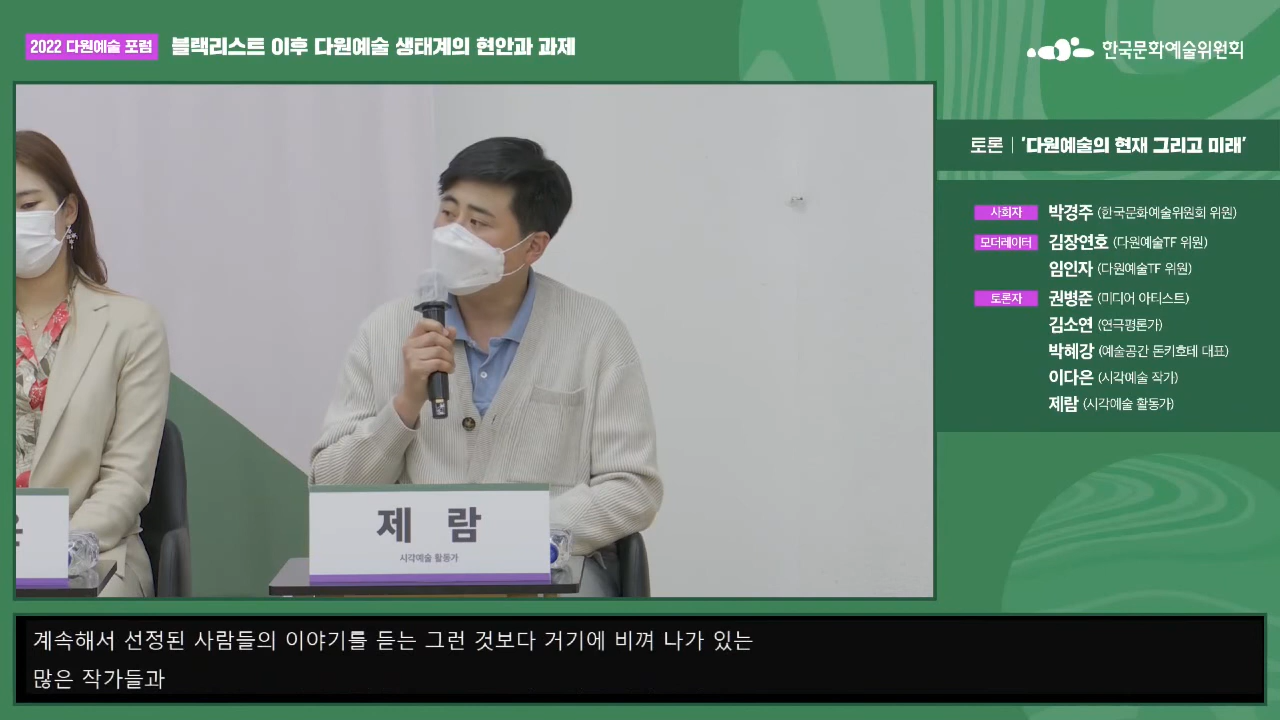 2022 다원예술 포럼 블랙리스트 이후 다원예술 생태계의 현안과 과제
한국문화예술위원회
토론 | '다원예술의 현재 그리고 미래'
사회자 박경주 (한국문화예술위원회 위원)
모더레이터 김장연호 (다원예술TF 위원)
임인자 (다원예술TF 위원)
토론자 권병준 (미디어 아티스트)
김소연 (연극평론가)
박혜강 (예술공간 돈키호테 대표)
이다은 (시각예술 작가)
제람 (시각예술 활동가)
제 람
시각예술 활동가
계속해서 선정된 사람들의 이야기를 듣는 그런 것보다 거기에 비껴 나가 있는
많은 작가들과